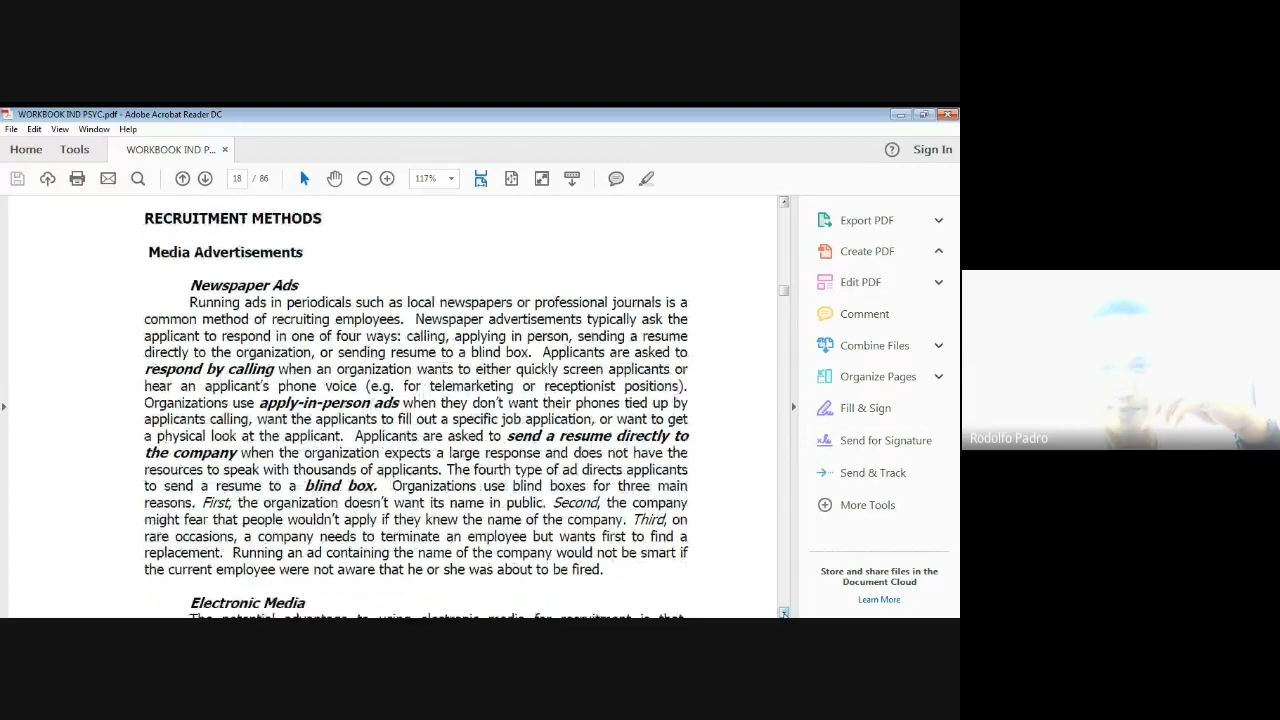 WORKBOOK IND PSYC.pdf - Adobe Acrobat Reader DC
File Edit View Window Help
Home Tools WORKBOOK IND P... × Sign In
18 / 86 117%
RECRUITMENT METHODS
Media Advertisements
Newspaper Ads
Running ads in periodicals such as local newspapers or professional journals is a
common method of recruiting employees. Newspaper advertisements typically ask the
applicant to respond in one of four ways: calling, applying in person, sending a resume
directly to the organization, or sending resume to a blind box. Applicants are asked to
respond by calling when an organization wants to either quickly screen applicants or
hear an applicant's phone voice (e.g. for telemarketing or receptionist positions).
Organizations use apply-in-person ads when they don't want their phones tied up by
applicants calling, want the applicants to fill out a specific job application, or want to get
a physical look at the applicant. Applicants are asked to send a resume directly to
the company when the organization expects a large response and does not have the
resources to speak with thousands of applicants. The fourth type of ad directs applicants
to send a resume to a blind box. Organizations use blind boxes for three main
reasons. First, the organization doesn't want its name in public. Second, the company
might fear that people wouldn't apply if they knew the name of the company. Third, on
rare occasions, a company needs to terminate an employee but wants first to find a
replacement. Running an ad containing the name of the company would not be smart if
the current employee were not aware that he or she was about to be fired.
Electronic Media
The potential advantage to using electronic media for recruitment is that
Export PDF
Create PDF
Edit PDF
Comment
Combine Files
Organize Pages
Fill & Sign
Send for Signature
Send & Track
More Tools
Store and share files in the
Document Cloud
Learn More
Rodolfo Padro